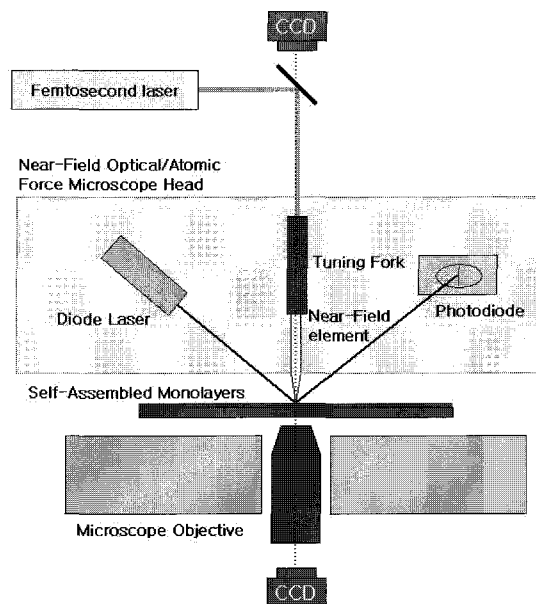 CCD
Femtosecond laser
Near-Field Optical/Atomic
Force Microscope Head
Tuning Fork
Diode Laser
Near-Field
element
Photodiode
Self-Assembled Monolayers
Microscope Objective
CCD